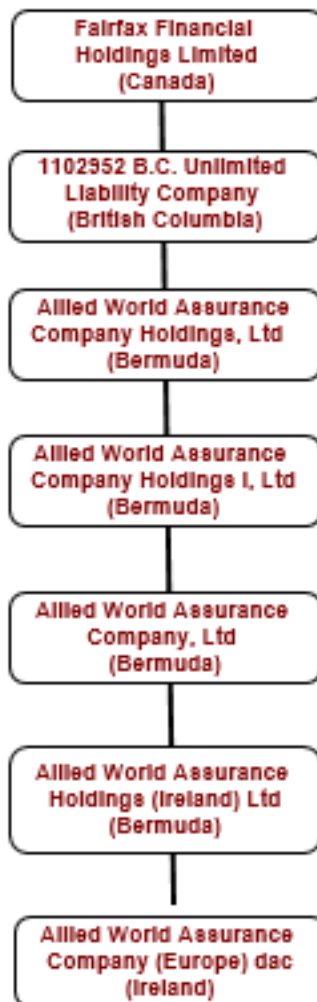 Fairfax Financial
Holdings Limited
(Canada)
1102952 B.C. Unlimited
Liability Company
(British Columbia)
Allied World Assurance
Company Holdings, Ltd
(Bermuda)
Allied World Assurance
Company Holdings I, Ltd
(Bermuda)
Allied World Assurance
Company, Ltd
(Bermuda)
Allied World Assurance
Holdings (Ireland) Ltd
(Bermuda)
Allied World Assurance
Company (Europe) dac
(Ireland)